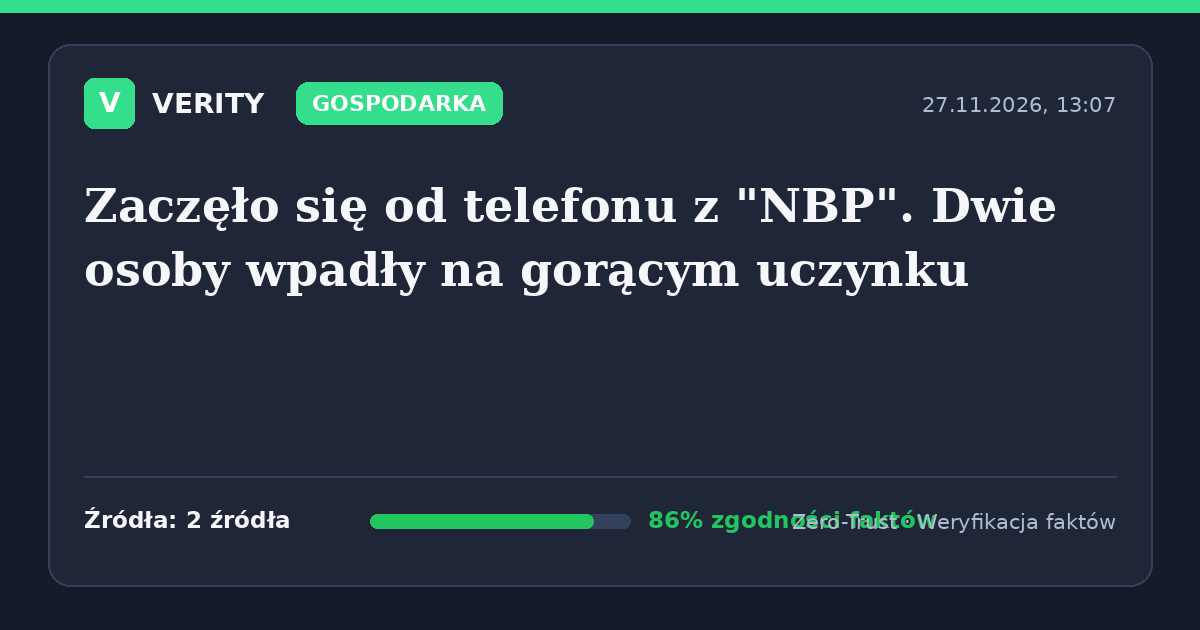 V VERITY GOSPODARKA 27.11.2026, 13:07
Zaczęło się od telefonu z "NBP". Dwie
osoby wpadły na gorącym uczynku
Źródła: 2 źródła 86% zgodności faktów Zero-Trust · Weryfikacja faktów